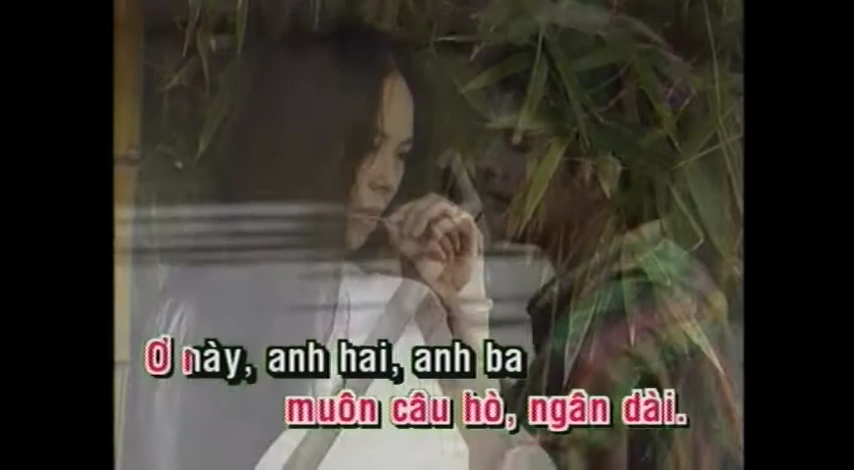 Ơ này, anh hai, anh ba
muôn câu hò, ngân dài.